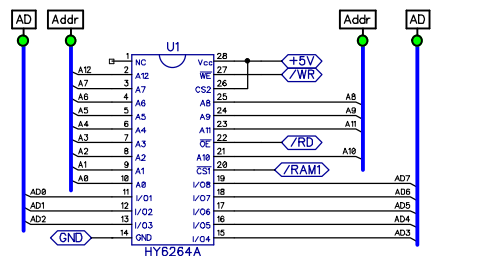 AD Addr Addr AD
U1
1 NC Vcc 28 +5V
A12 2 A12 WE 27 /WR
A7 3 A7 CS2 26
A6 4 A6 A8 25 A8
A5 5 A5 A9 24 A9
A4 6 A4 A11 23 A11
A3 7 A3 OE 22 /RD
A2 8 A2 A10 21 A10
A1 9 A1 CS1 20 /RAM1
A0 10 A0 I/O8 19 AD7
AD0 11 I/O1 I/O7 18 AD6
AD1 12 I/O2 I/O6 17 AD5
AD2 13 I/O3 I/O5 16 AD4
GND 14 GND I/O4 15 AD3
HY6264A